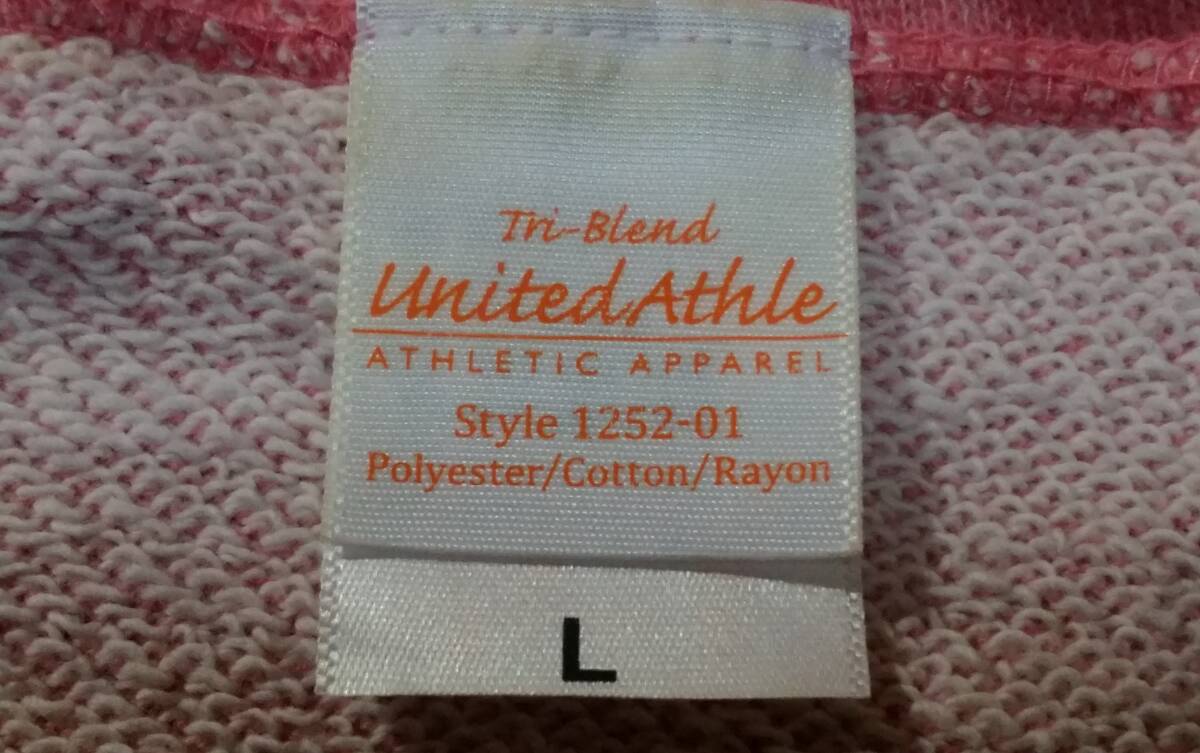 Tri-Blend
UnitedAthle
ATHLETIC APPAREL
Style 1252-01
Polyester/Cotton/Rayon
L